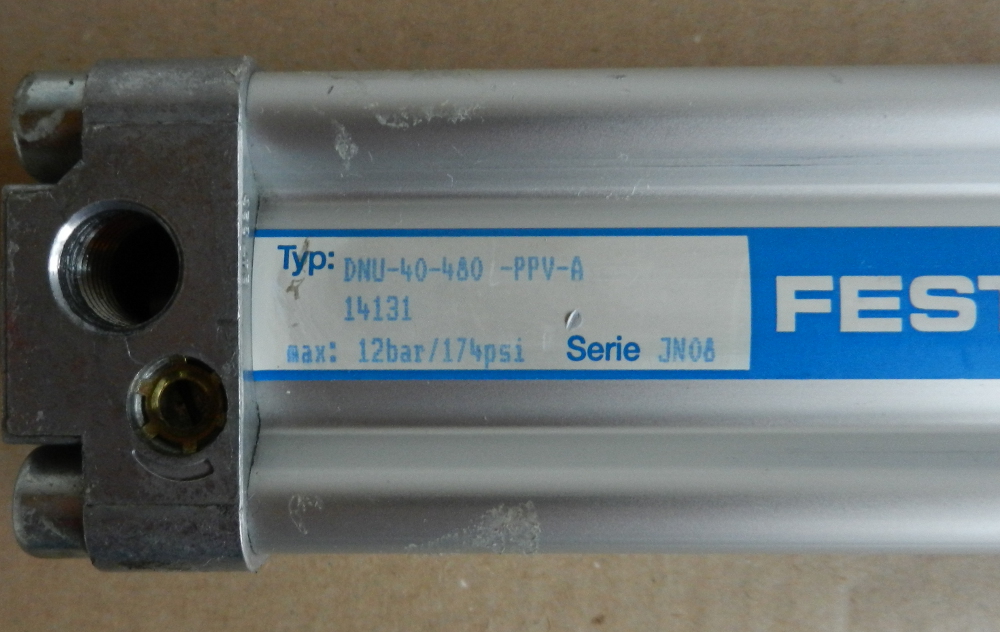 Typ: DNU-40-480 -PPV-A
14131
max: 12bar/174psi Serie JN08
FEST